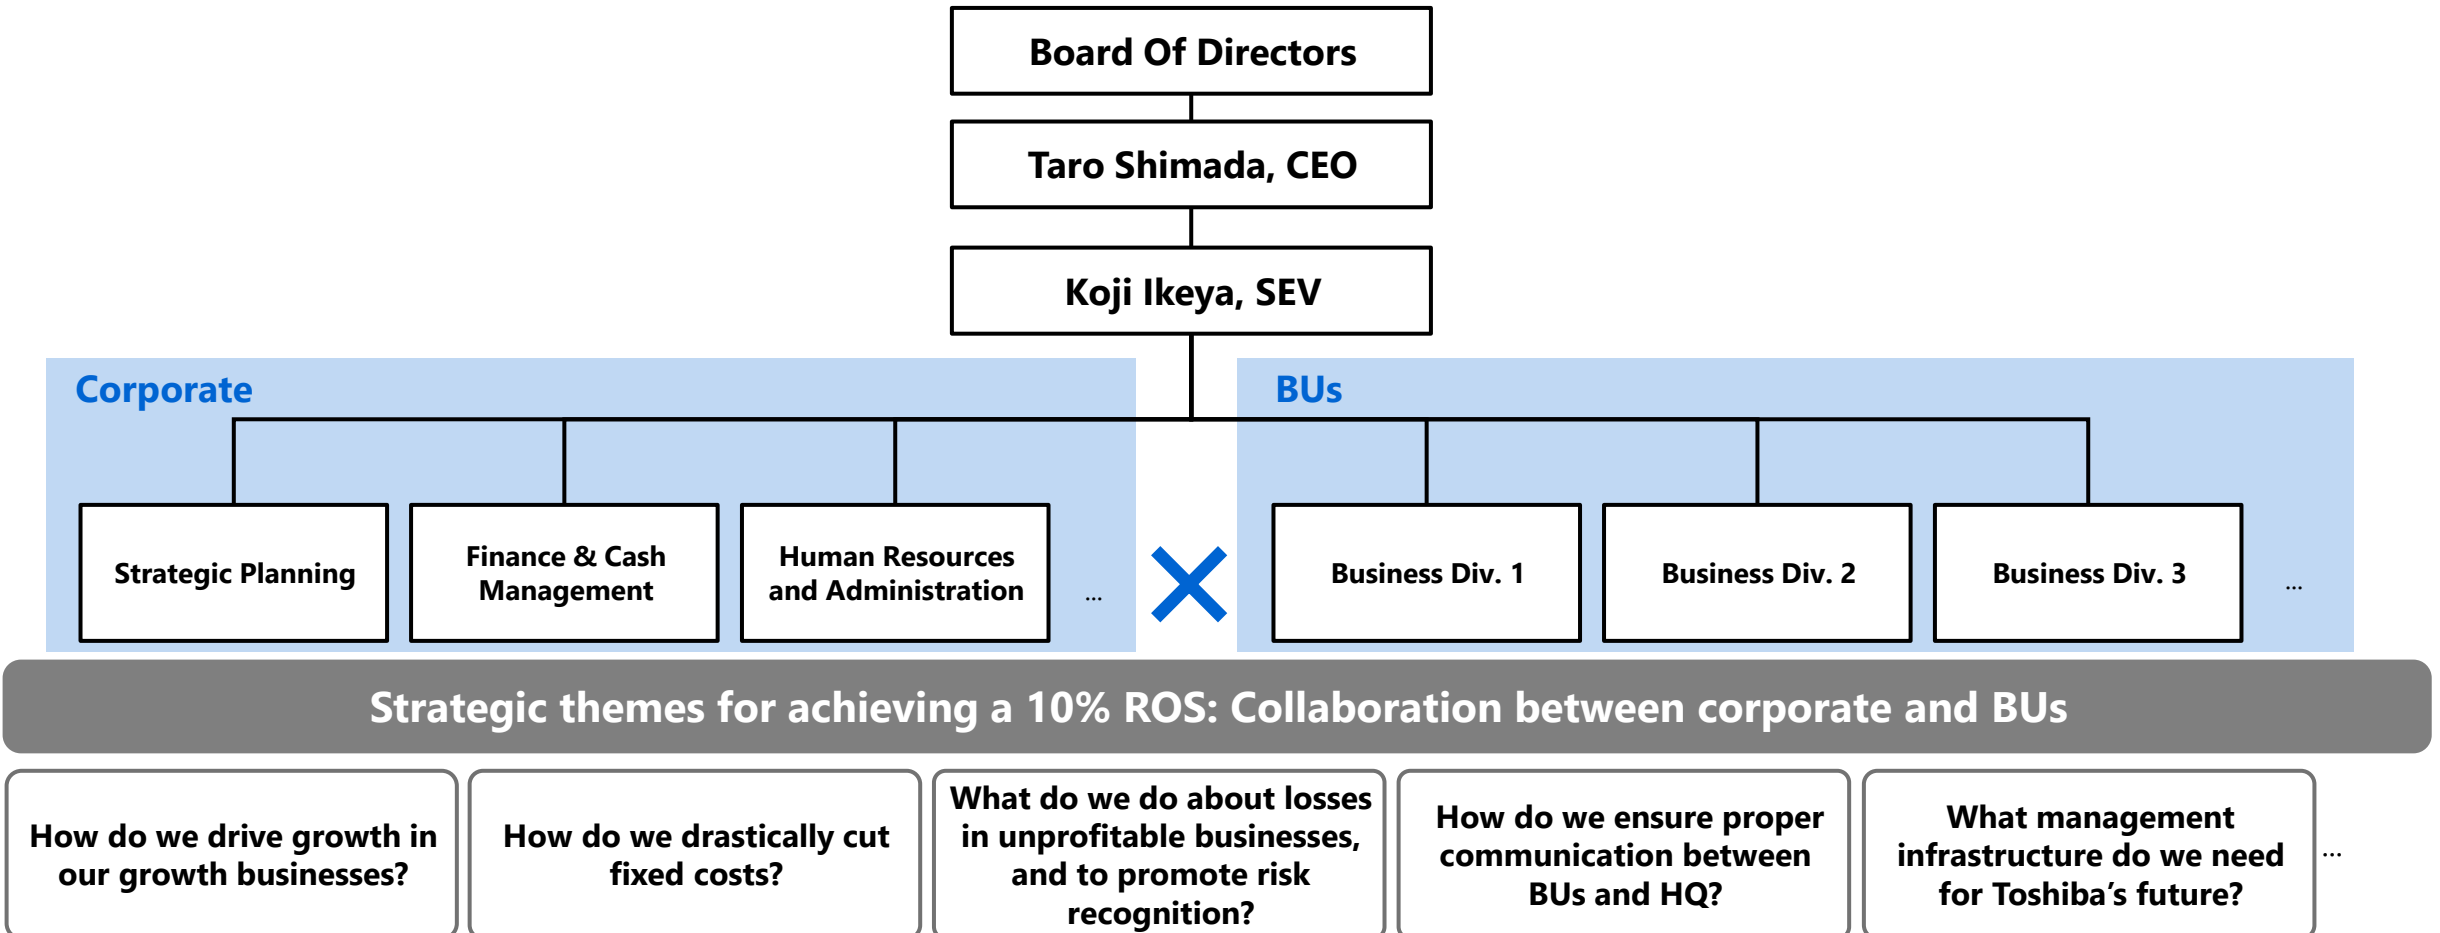 Board Of Directors
Taro Shimada, CEO
Koji Ikeya, SEV
Corporate
BUs
Strategic Planning
Finance & Cash
Management
Human Resources
and Administration
...
Business Div. 1
Business Div. 2
Business Div. 3
...
Strategic themes for achieving a 10% ROS: Collaboration between corporate and BUs
How do we drive growth in
our growth businesses?
How do we drastically cut
fixed costs?
What do we do about losses
in unprofitable businesses,
and to promote risk
recognition?
How do we ensure proper
communication between
BUs and HQ?
What management
infrastructure do we need
for Toshiba’s future?
...